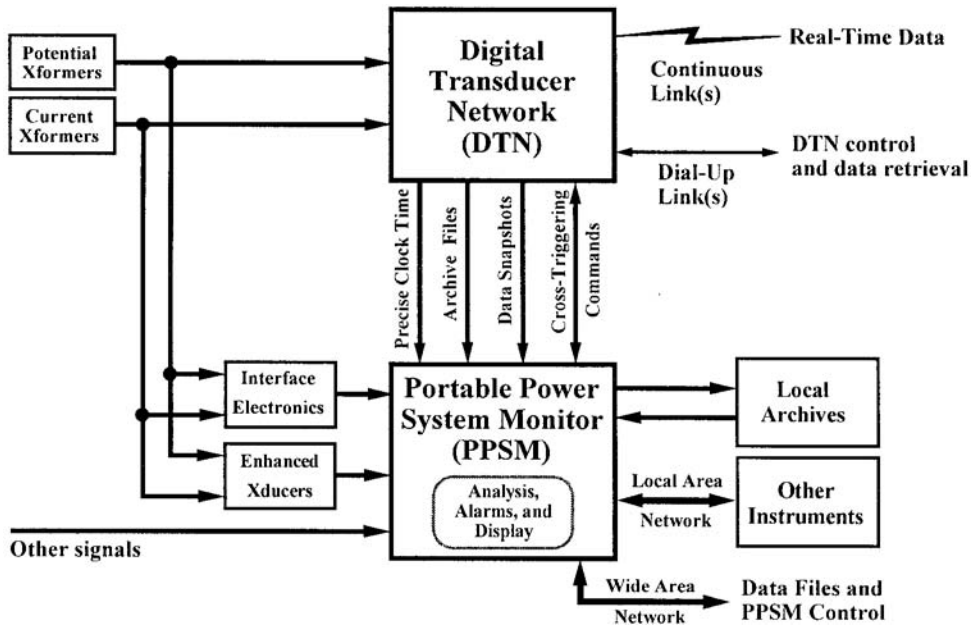 Potential
Xformers
Current
Xformers
Digital
Transducer
Network
(DTN)
Real-Time Data
Continuous
Link(s)
DTN control
and data retrieval
Dial-Up
Link(s)
Precise Clock Time
Archive Files
Data Snapshots
Cross-Triggering
Commands
Interface
Electronics
Enhanced
Xducers
Other signals
Portable Power
System Monitor
(PPSM)
Analysis,
Alarms, and
Display
Local
Archives
Local Area
Network
Other
Instruments
Wide Area
Network
Data Files and
PPSM Control